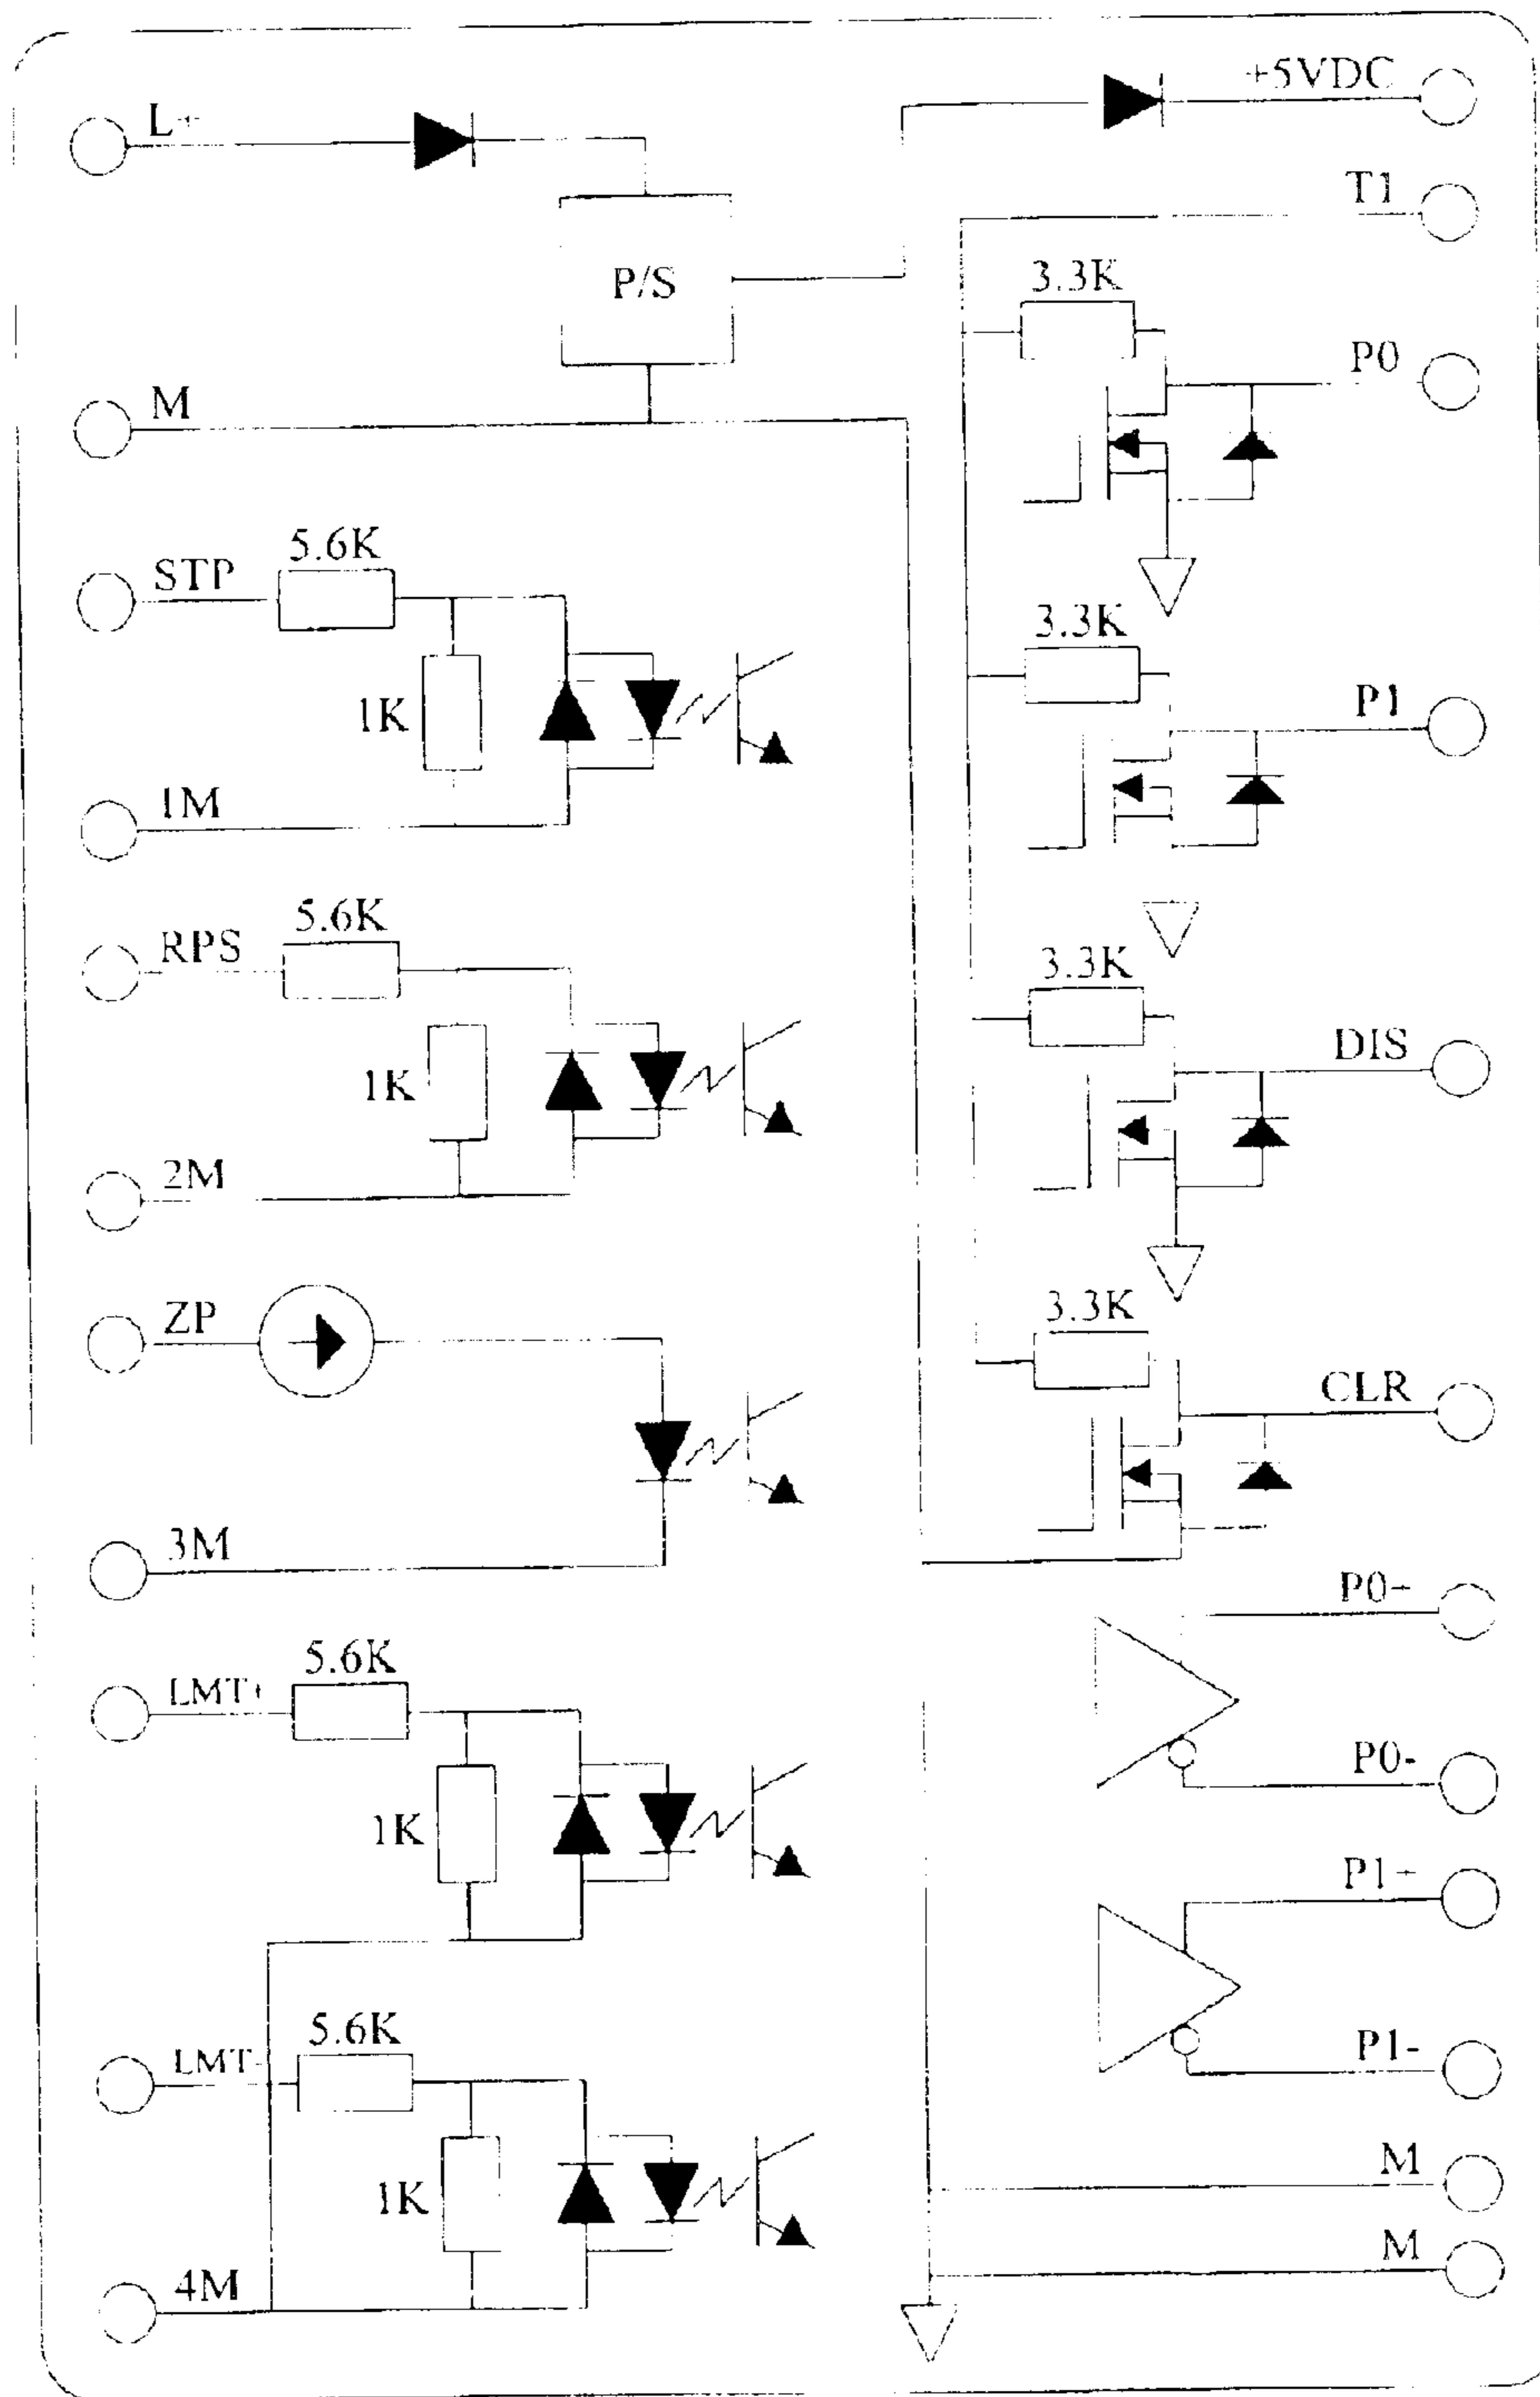 L+
P/S
M
STP
5.6K
1K
1M
RPS
5.6K
1K
2M
ZP
3M
LMT+
5.6K
1K
LMT-
5.6K
1K
4M
+5VDC
T1
3.3K
P0
3.3K
P1
3.3K
DIS
3.3K
CLR
P0+
P0-
P1+
P1-
M
M